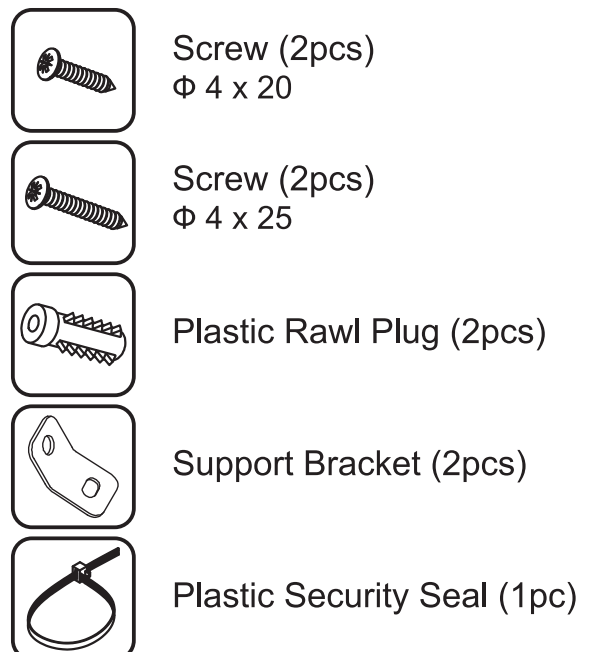 Screw (2pcs)
Φ 4 x 20
Screw (2pcs)
Φ 4 x 25
Plastic Rawl Plug (2pcs)
Support Bracket (2pcs)
Plastic Security Seal (1pc)